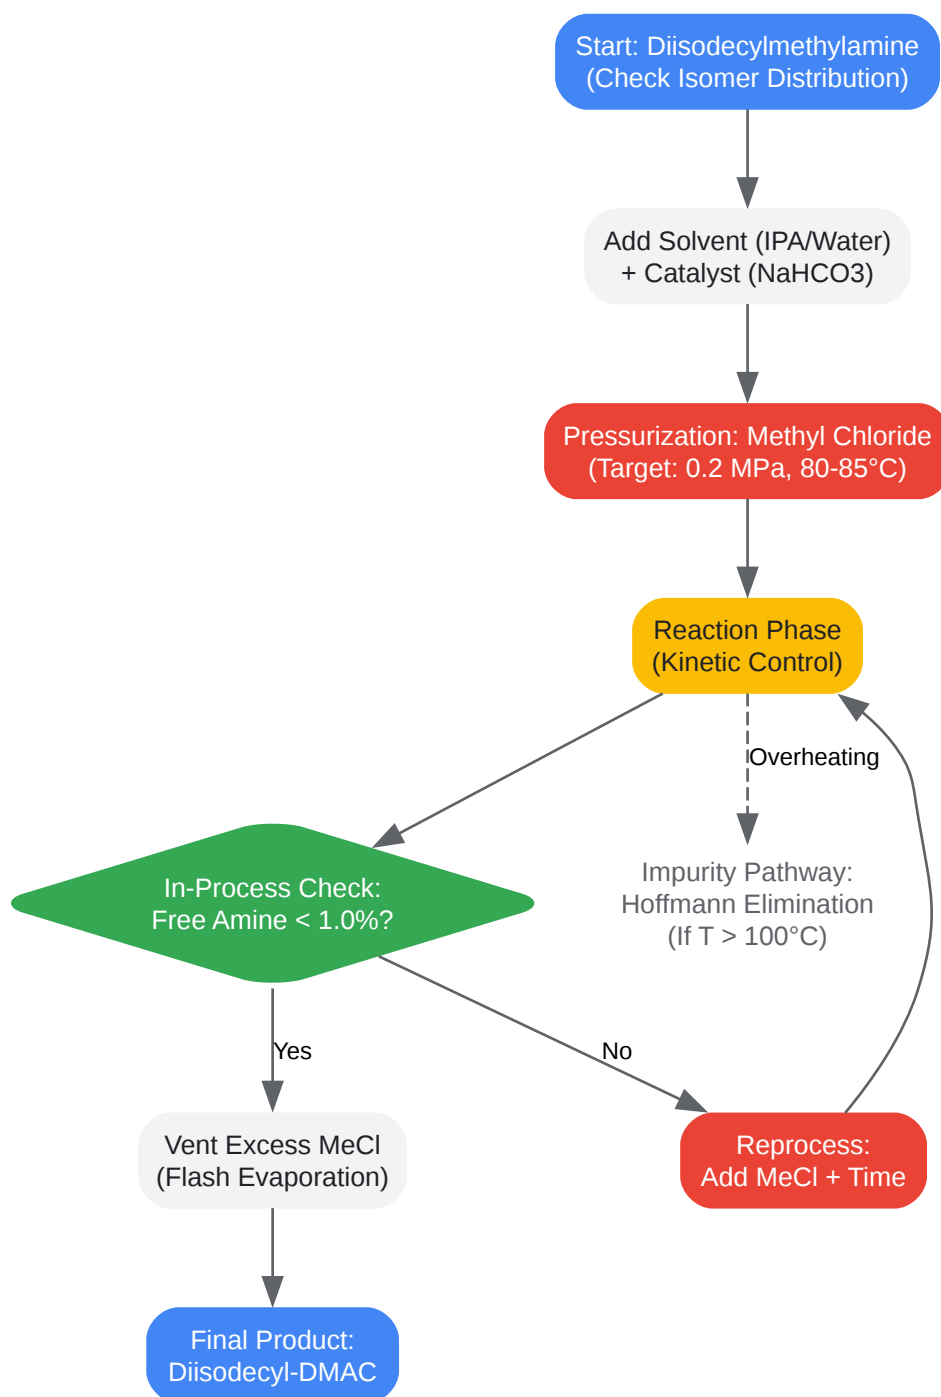 Start: Diisodecylmethylamine
(Check Isomer Distribution)
Add Solvent (IPA/Water)
+ Catalyst (NaHCO3)
Pressurization: Methyl Chloride
(Target: 0.2 MPa, 80-85°C)
Reaction Phase
(Kinetic Control)
Overheating
Impurity Pathway:
Hoffmann Elimination
(If T > 100°C)
In-Process Check:
Free Amine < 1.0%?
Yes
No
Vent Excess MeCl
(Flash Evaporation)
Reprocess:
Add MeCl + Time
Final Product:
Diisodecyl-DMAC